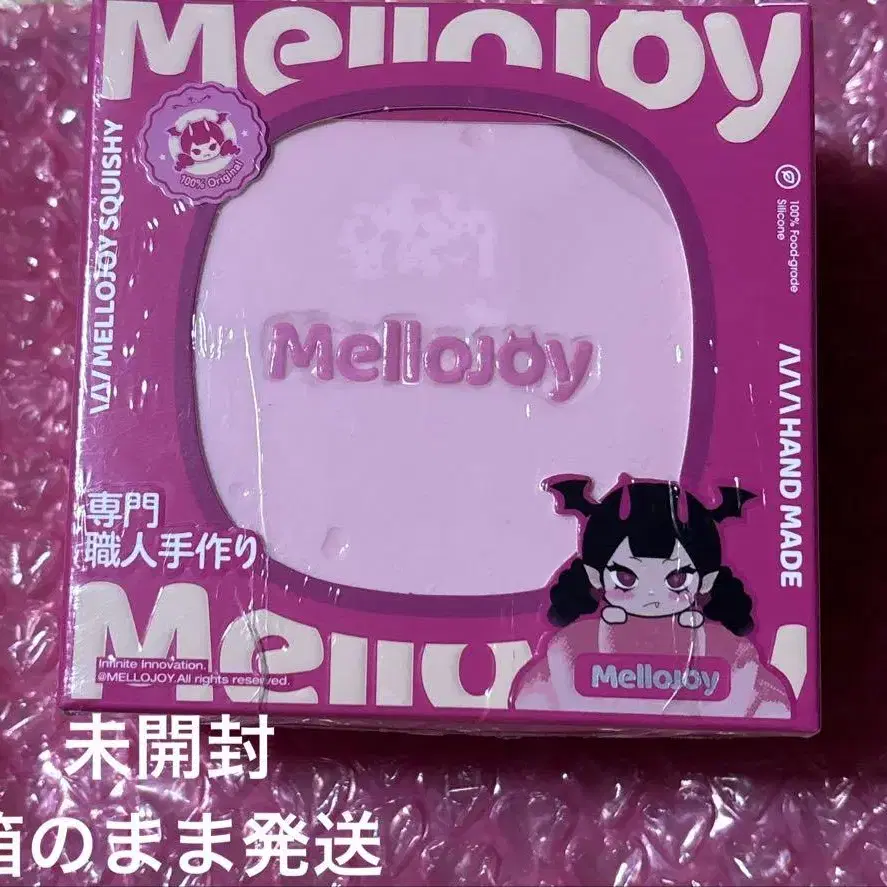 MelloJoy
100% Original
VVV MELLOJOY SQUISHY
100% Food-grade
Silicone
MelloJoy
HAND MADE
専門
職人手作り
Infinite Innovation.
@MELLOJOY.All rights reserved.
MelloJoy
未開封
箱のまま発送